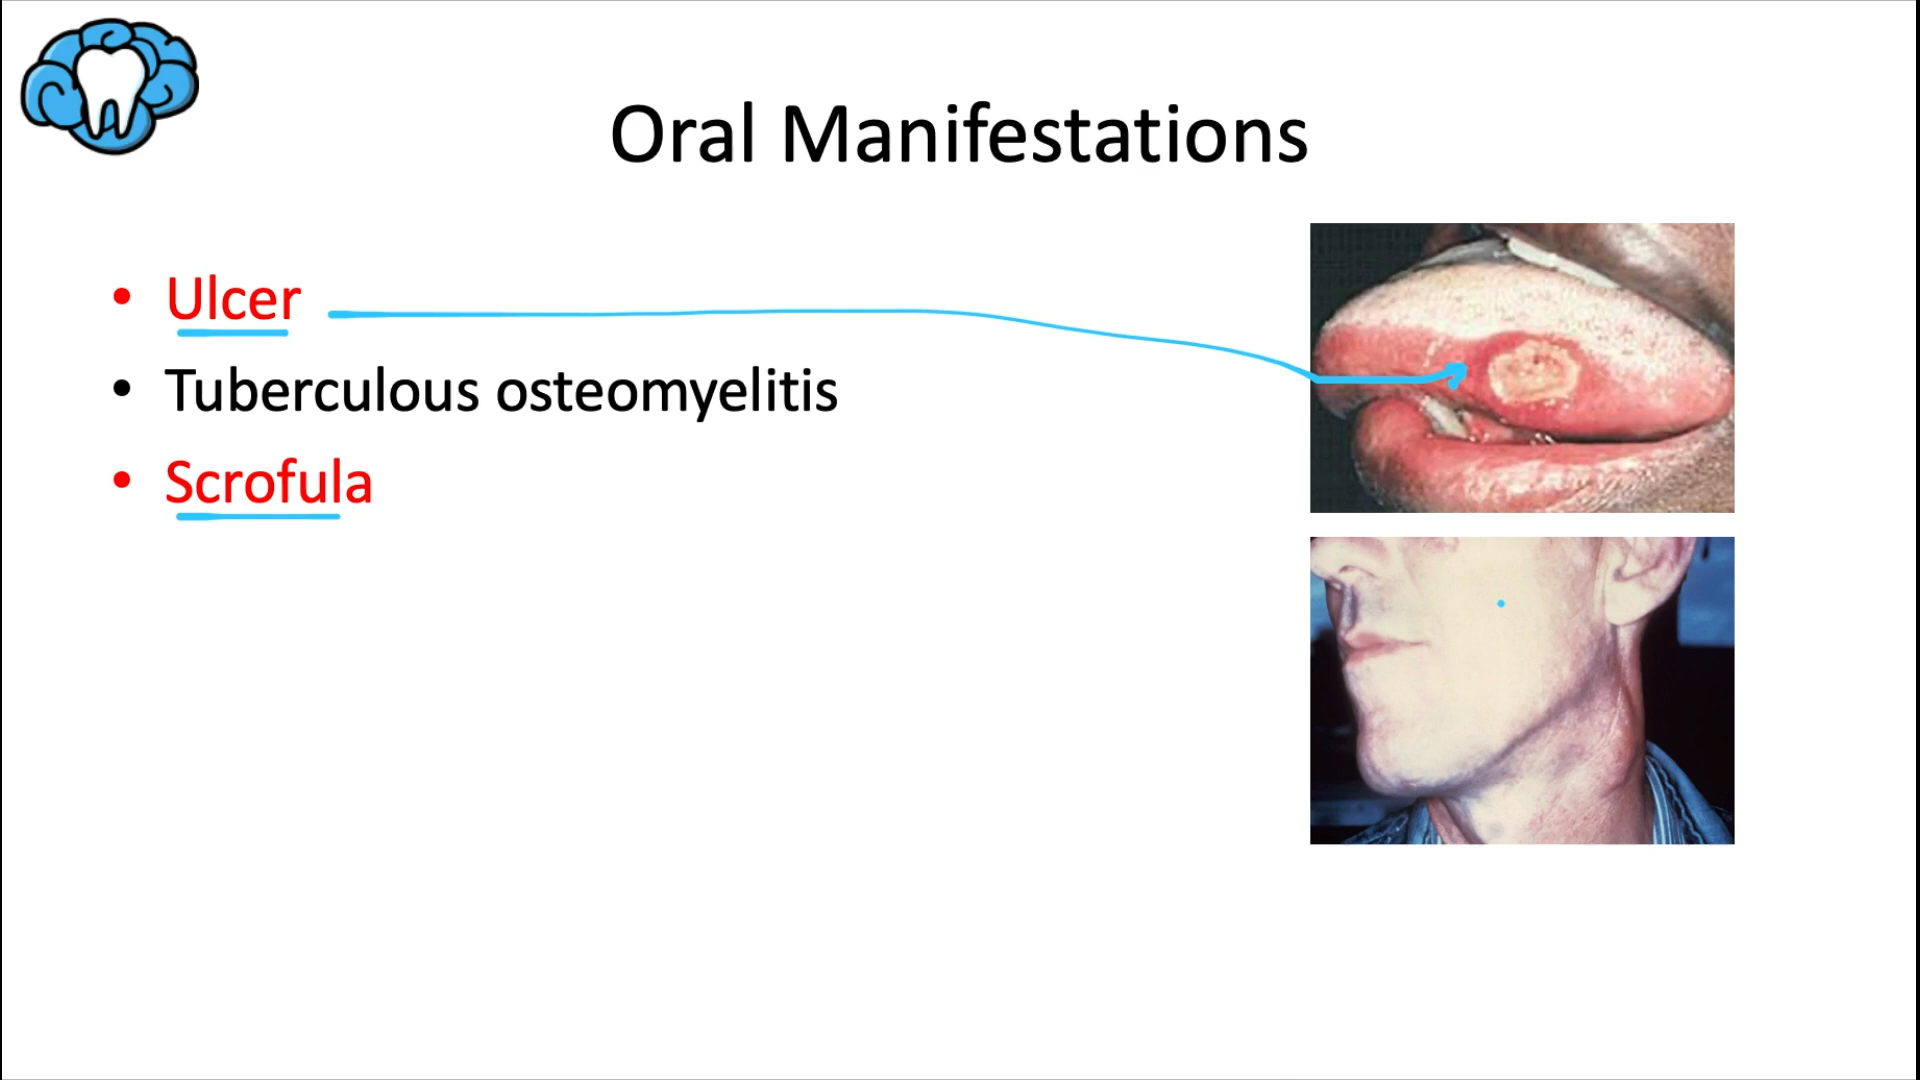 Oral Manifestations
• Ulcer
• Tuberculous osteomyelitis
• Scrofula